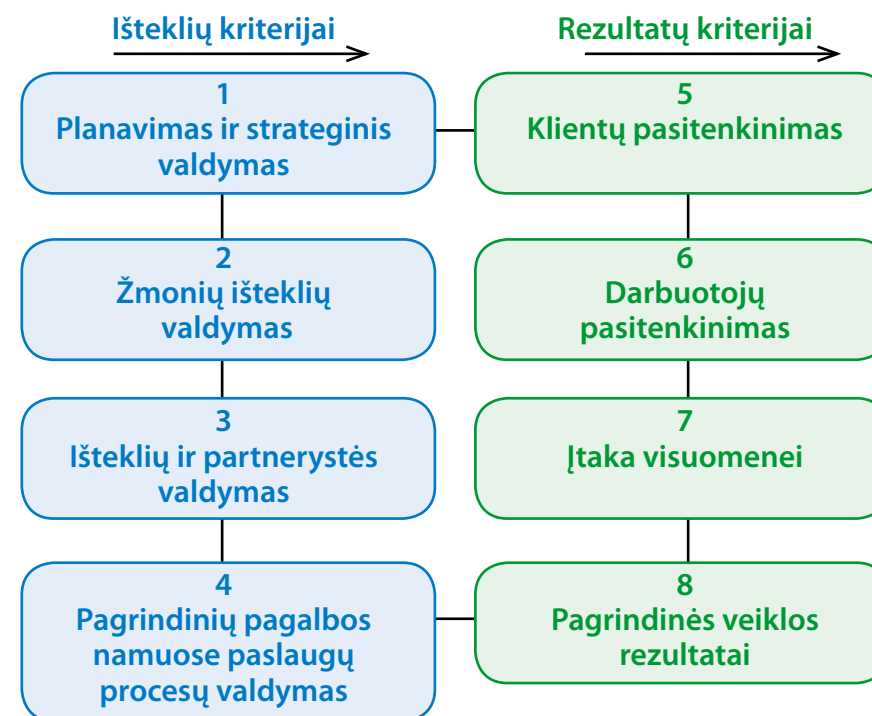 Išteklių kriterijai
1
Planavimas ir strateginis
valdymas
2
Žmonių išteklių
valdymas
3
Išteklių ir partnerystės
valdymas
4
Pagrindinių pagalbos
namuose paslaugų
procesų valdymas
Rezultatų kriterijai
5
Klientų pasitenkinimas
6
Darbuotojų
pasitenkinimas
7
Įtaka visuomenei
8
Pagrindinės veiklos
rezultatai